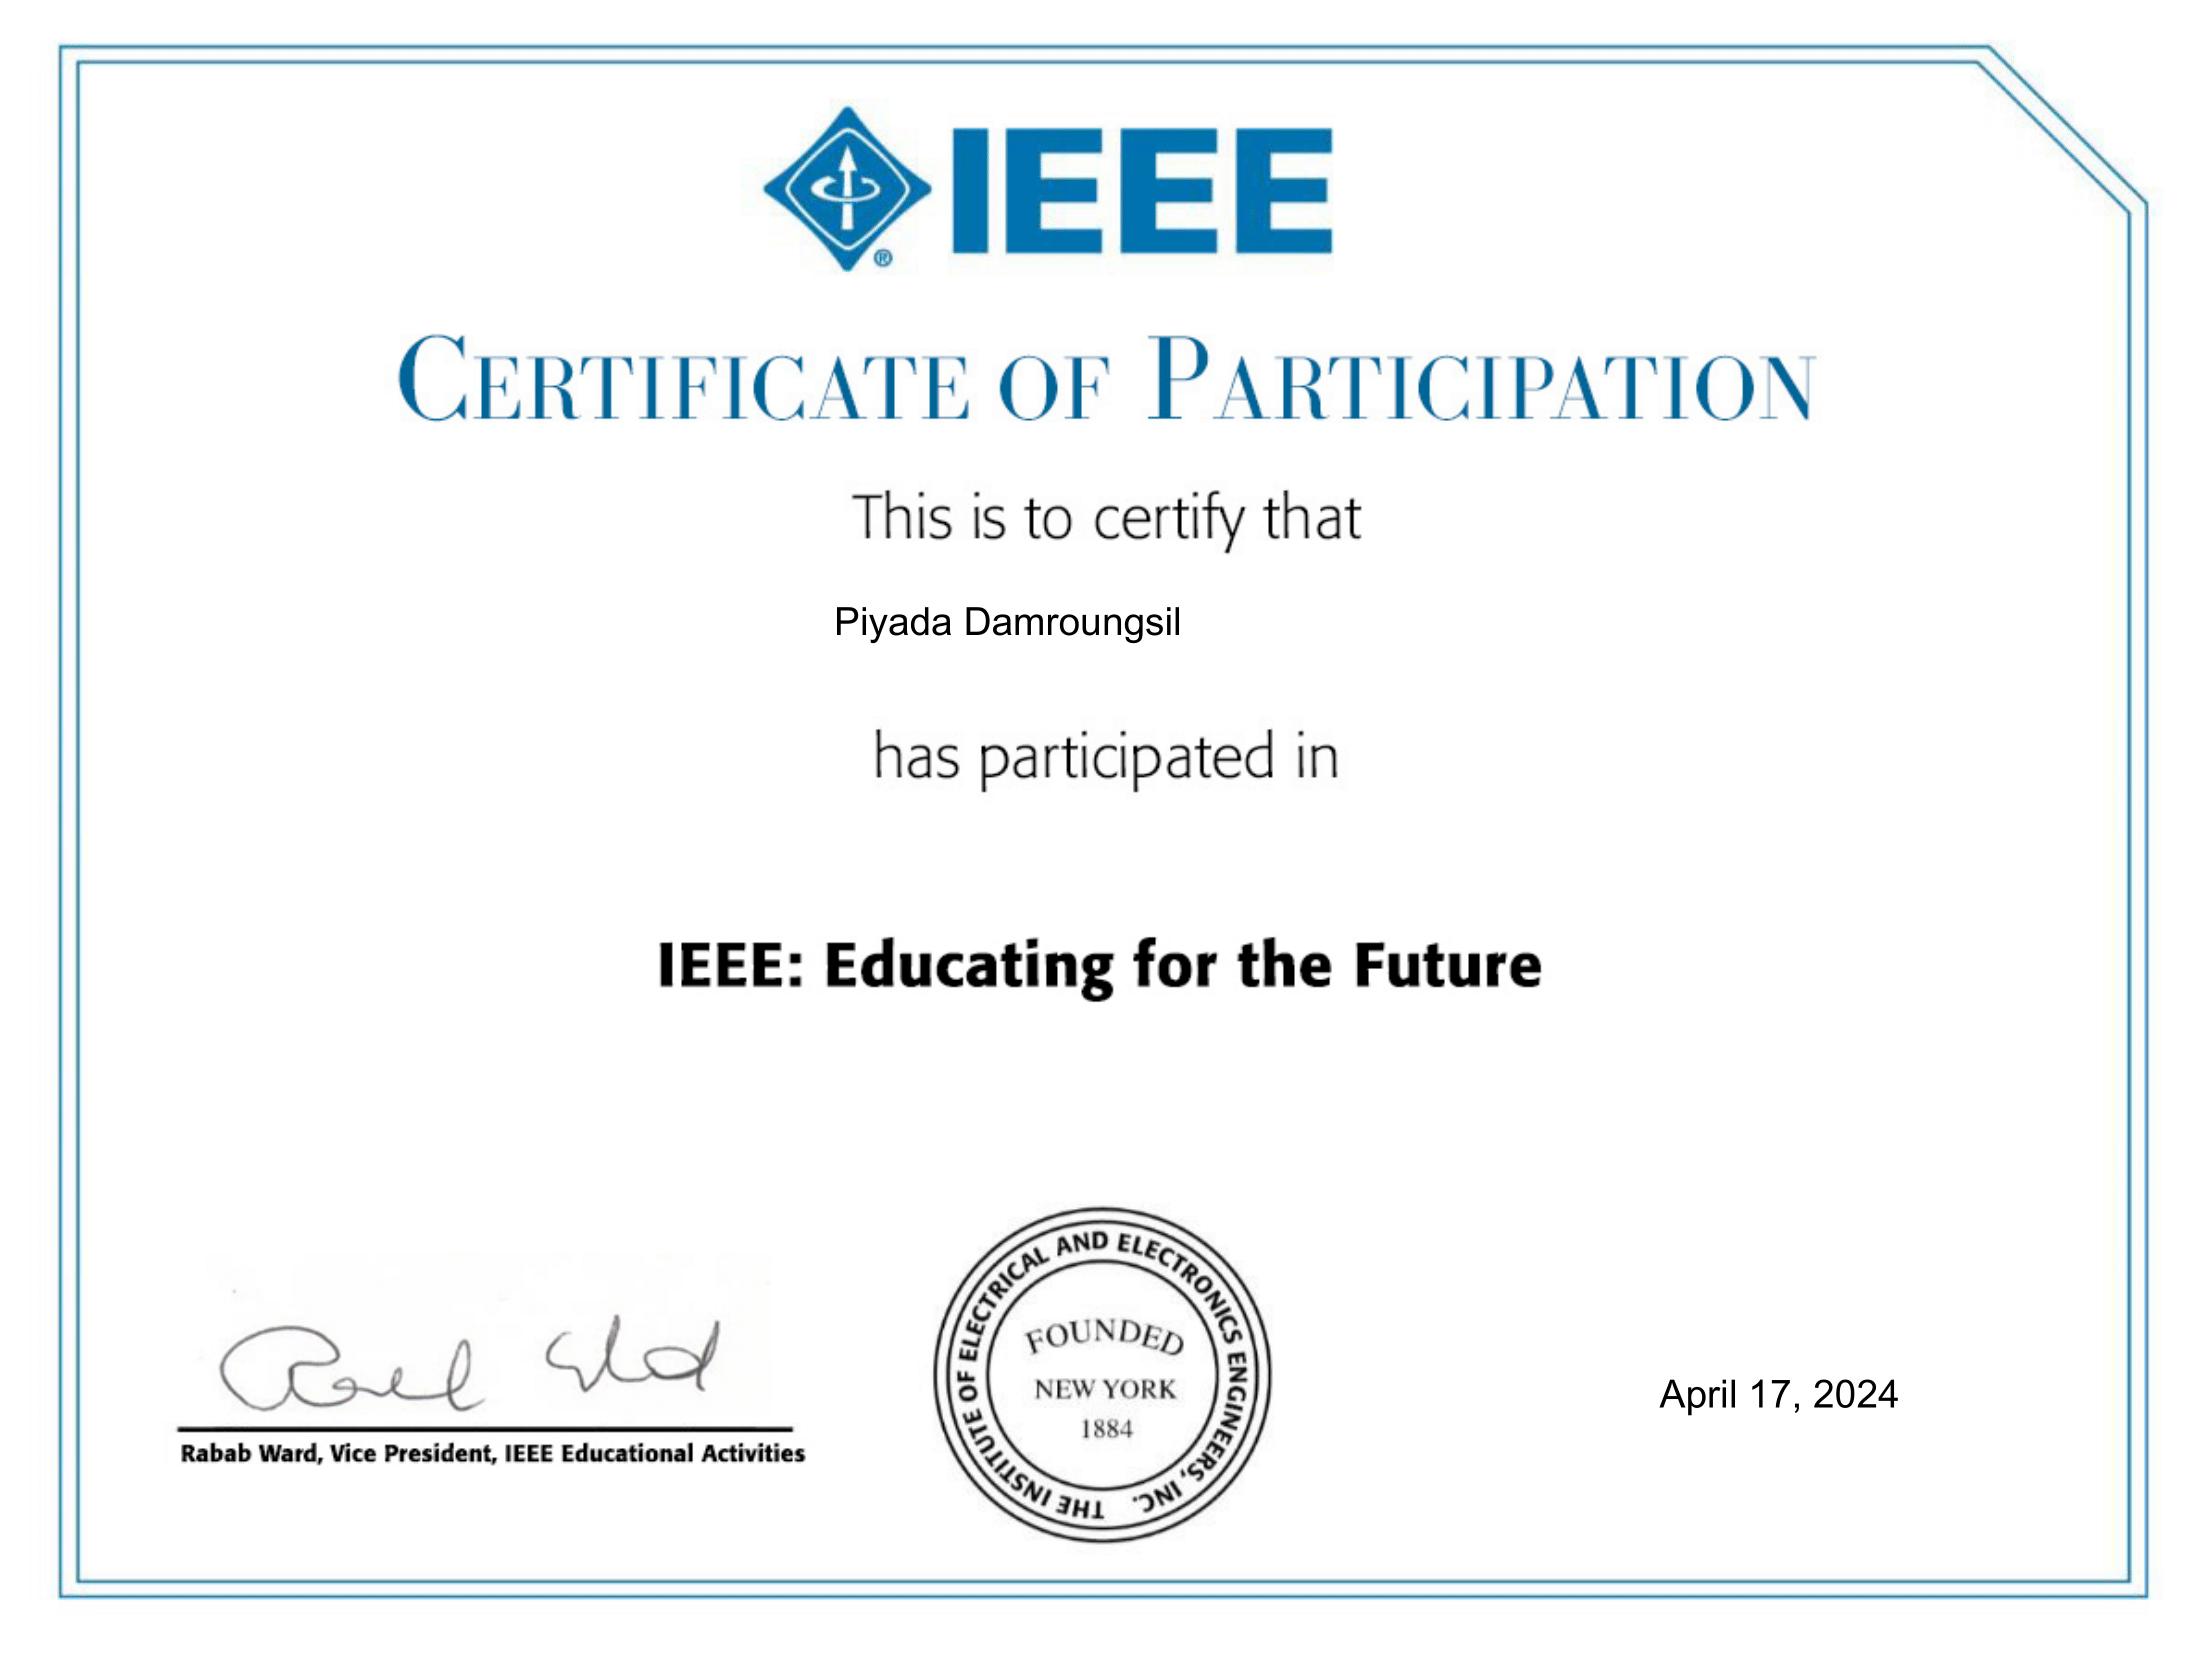 IEEE
®
CERTIFICATE OF PARTICIPATION
This is to certify that
Piyada Damroungsil
has participated in
IEEE: Educating for the Future
Rabab Ward, Vice President, IEEE Educational Activities
THE INSTITUTE OF ELECTRICAL AND ELECTRONICS ENGINEERS, INC.
FOUNDED
NEW YORK
1884
April 17, 2024